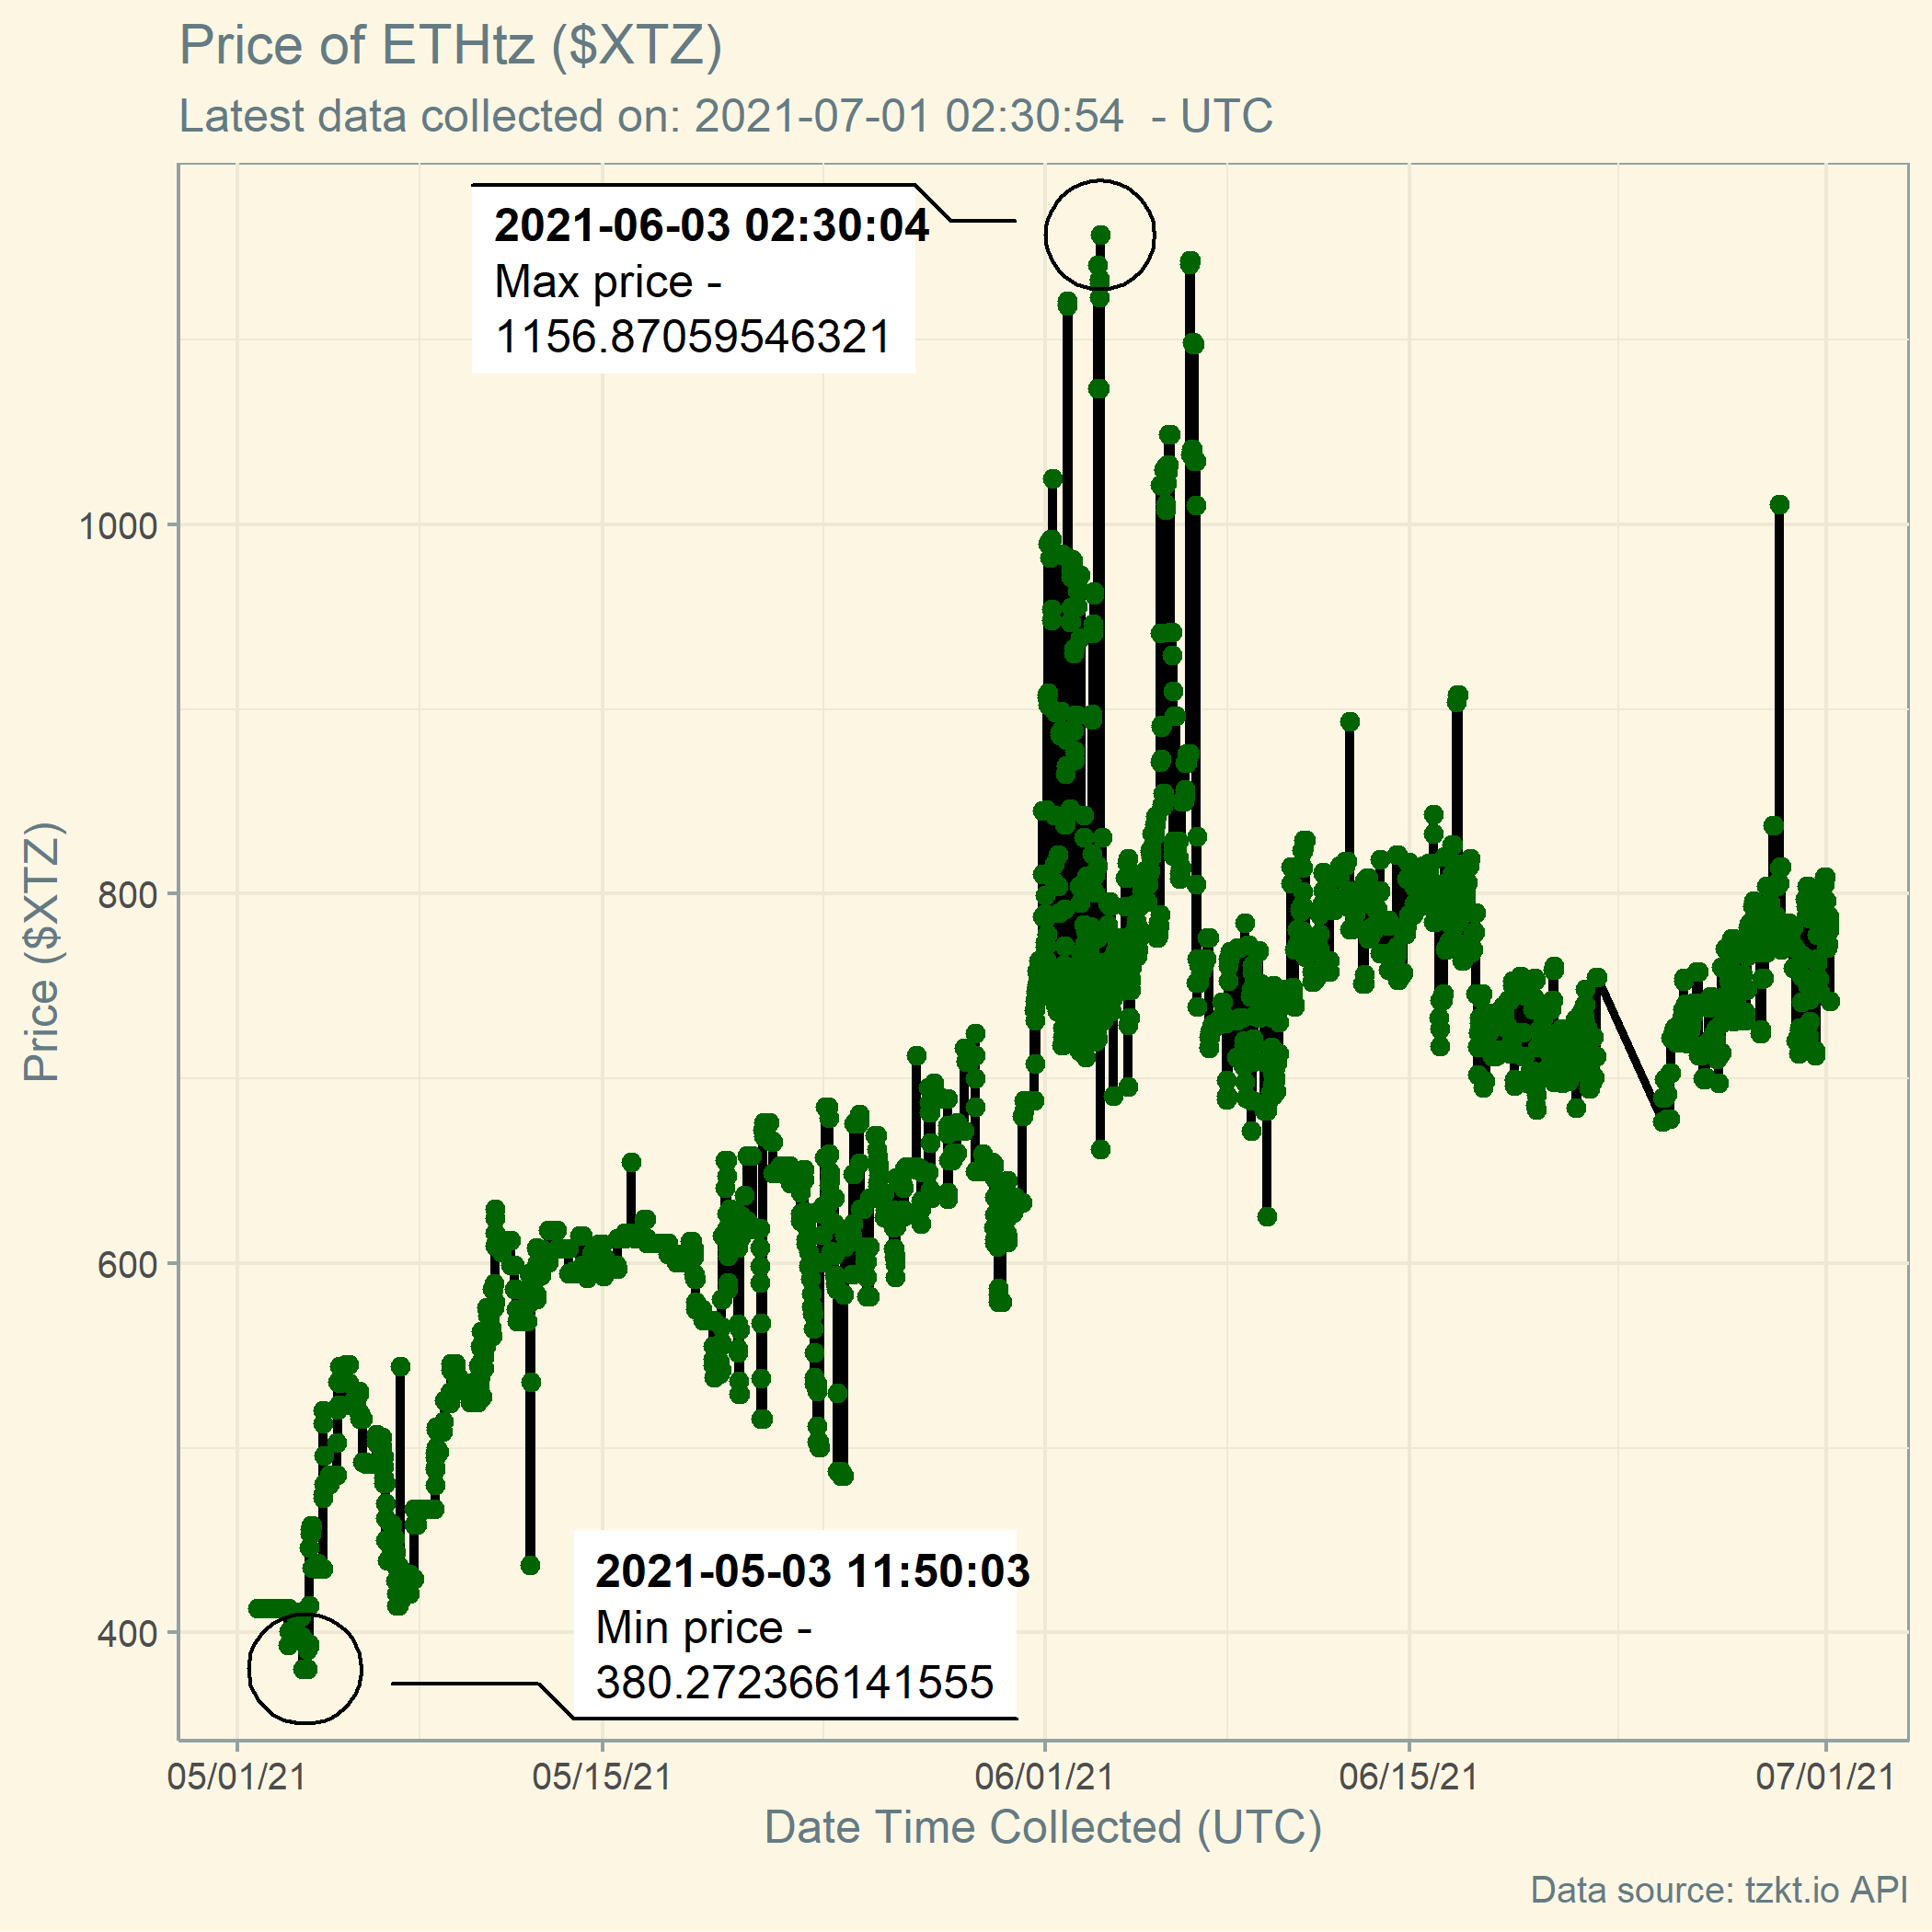 Price of ETHtz ($XTZ)
Latest data collected on: 2021-07-01 02:30:54  - UTC
2021-06-03 02:30:04
Max price -
1156.87059546321
1000
800
600
400
Price ($XTZ)
2021-05-03 11:50:03
Min price -
380.272366141555
05/01/21
05/15/21
06/01/21
06/15/21
07/01/21
Date Time Collected (UTC)
Data source: tzkt.io API